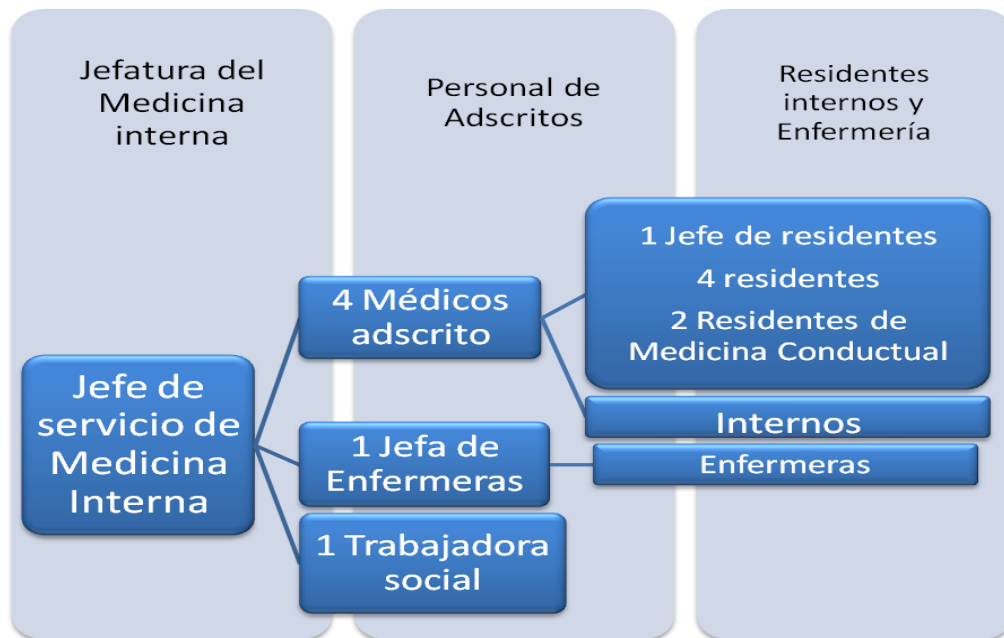 Jefatura del
Medicina
interna
Personal de
Adscritos
Residentes
internos y
Enfermería
Jefe de
servicio de
Medicina
Interna
4 Médicos
adscrito
1 Jefe de residentes
4 residentes
2 Residentes de
Medicina Conductual
Internos
1 Jefa de
Enfermeras
Enfermeras
1 Trabajadora
social